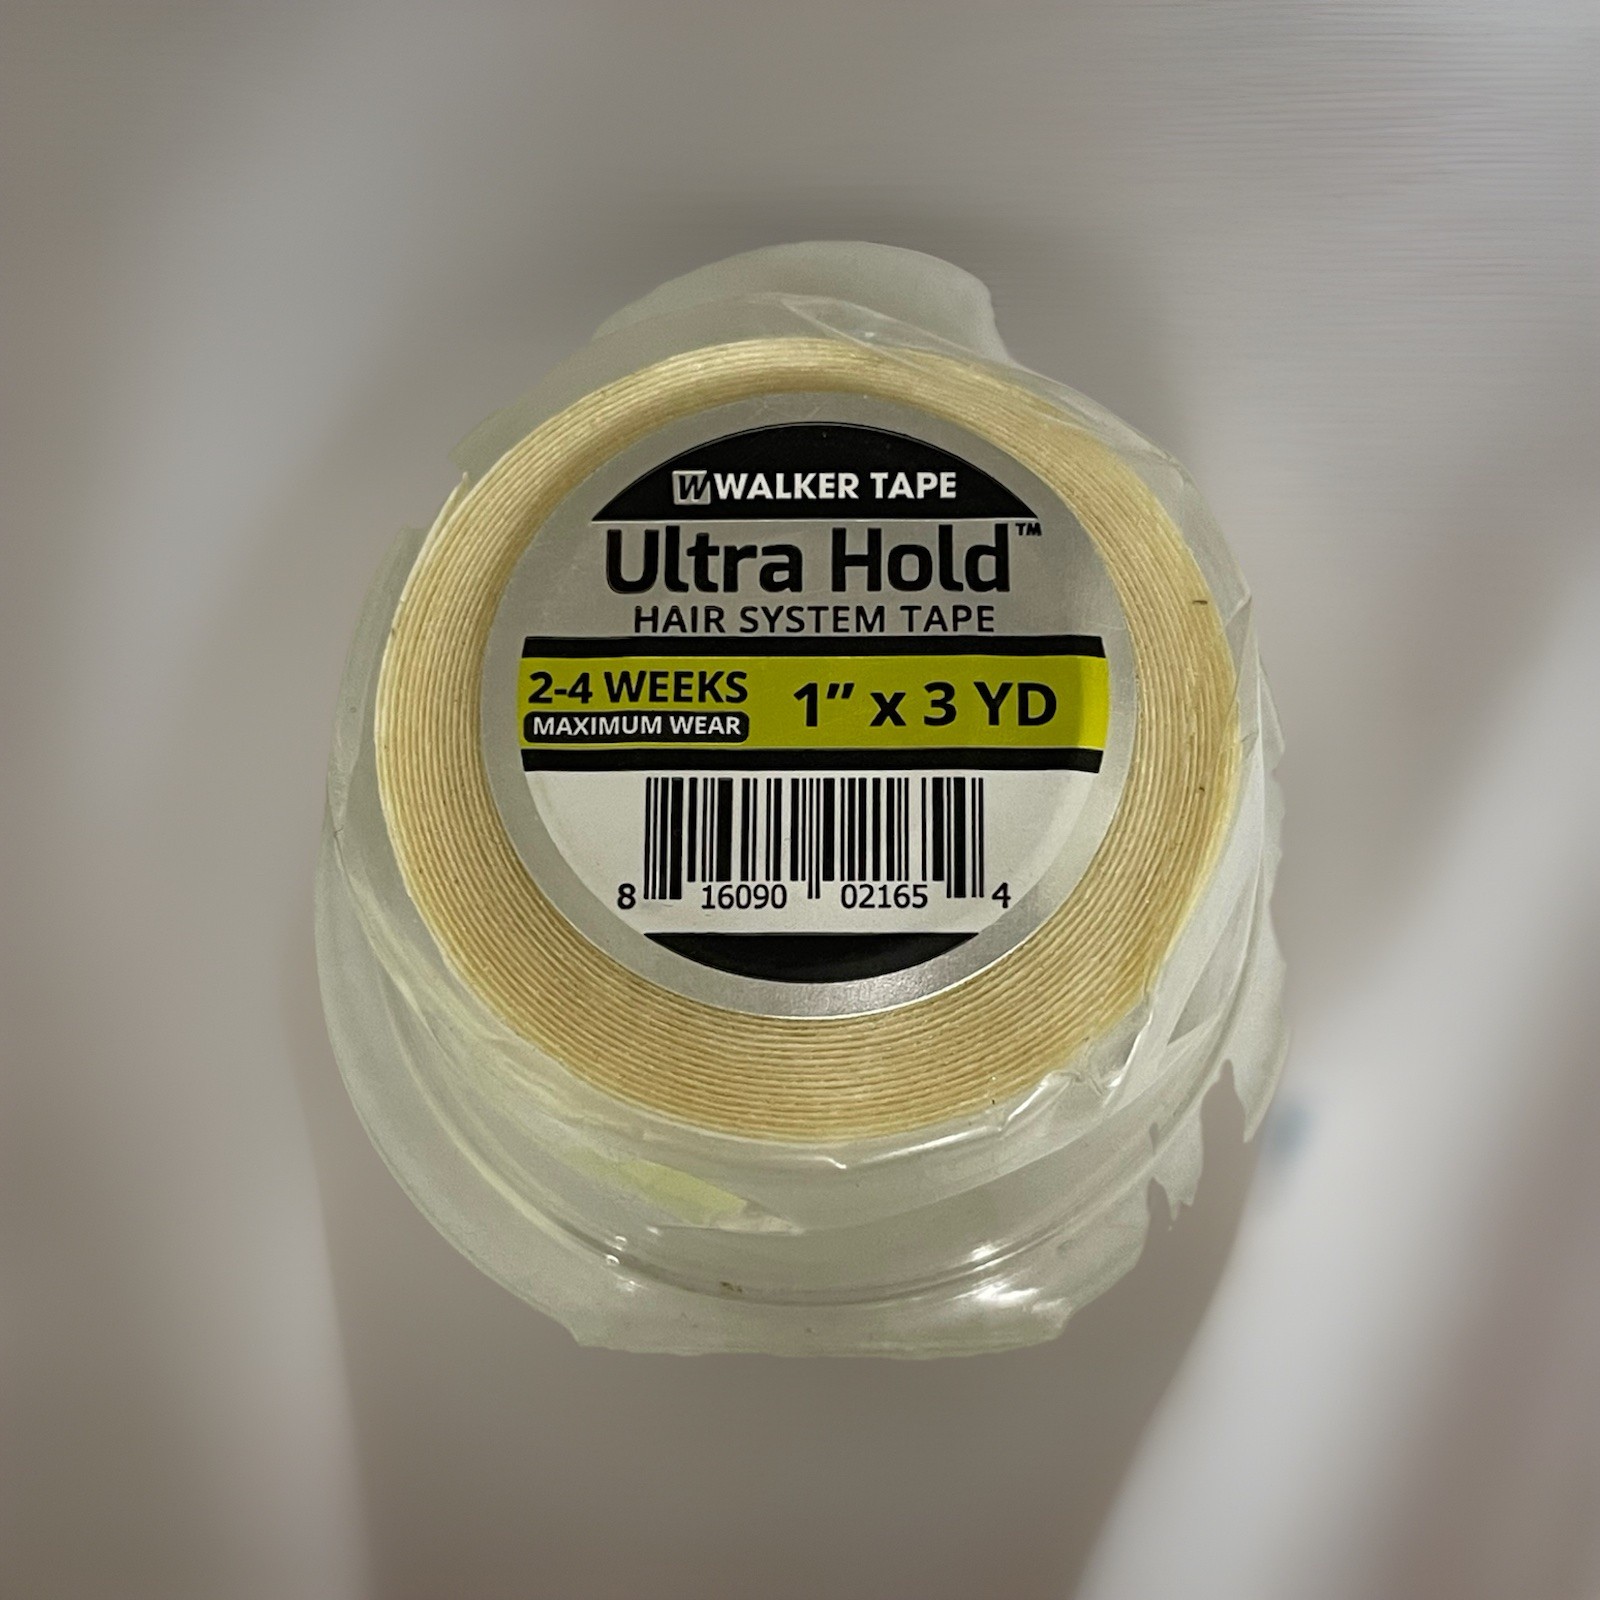 W WALKER TAPE
Ultra Hold™
HAIR SYSTEM TAPE
2-4 WEEKS
MAXIMUM WEAR
1” x 3 YD
8 16090 02165 4